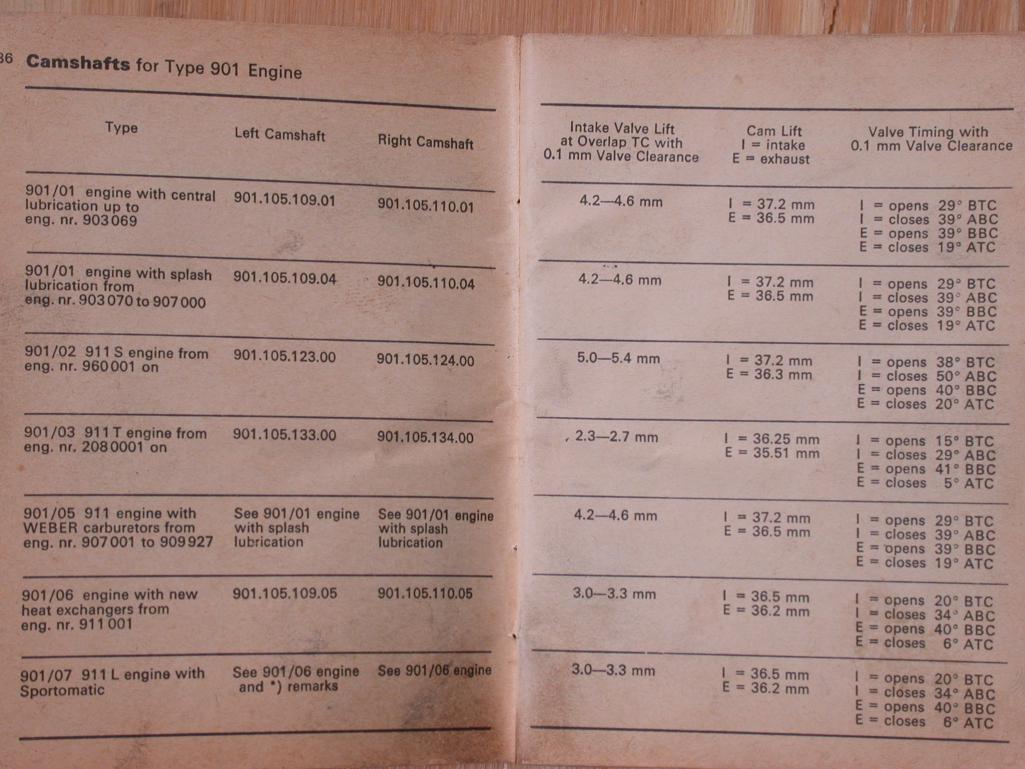 36 Camshafts for Type 901 Engine
Type Left Camshaft Right Camshaft
Intake Valve Lift
at Overlap TC with
0.1 mm Valve Clearance
Cam Lift
I = intake
E = exhaust
Valve Timing with
0.1 mm Valve Clearance
901/01 engine with central
lubrication up to
eng. nr. 903 069
901.105.109.01
901.105.110.01
4.2—4.6 mm
I = 37.2 mm
E = 36.5 mm
I = opens 29° BTC
I = closes 39° ABC
E = opens 39° BBC
E = closes 19° ATC
901/01 engine with splash
lubrication from
eng. nr. 903 070 to 907 000
901.105.109.04
901.105.110.04
4.2—4.6 mm
I = 37.2 mm
E = 36.5 mm
I = opens 29° BTC
I = closes 39° ABC
E = opens 39° BBC
E = closes 19° ATC
901/02 911 S engine from
eng. nr. 960 001 on
901.105.123.00
901.105.124.00
5.0—5.4 mm
I = 37.2 mm
E = 36.3 mm
I = opens 38° BTC
I = closes 50° ABC
E = opens 40° BBC
E = closes 20° ATC
901/03 911 T engine from
eng. nr. 208 0001 on
901.105.133.00
901.105.134.00
2.3—2.7 mm
I = 36.25 mm
E = 35.51 mm
I = opens 15° BTC
I = closes 29° ABC
E = opens 41° BBC
E = closes 5° ATC
901/05 911 engine with
WEBER carburetors from
eng. nr. 907 001 to 909 927
See 901/01 engine
with splash
lubrication
See 901/01 engine
with splash
lubrication
4.2—4.6 mm
I = 37.2 mm
E = 36.5 mm
I = opens 29° BTC
I = closes 39° ABC
E = opens 39° BBC
E = closes 19° ATC
901/06 engine with new
heat exchangers from
eng. nr. 911 001
901.105.109.05
901.105.110.05
3.0—3.3 mm
I = 36.5 mm
E = 36.2 mm
I = opens 20° BTC
I = closes 34° ABC
E = opens 40° BBC
E = closes 6° ATC
901/07 911 L engine with
Sportomatic
See 901/06 engine
and *) remarks
See 901/06 engine
3.0—3.3 mm
I = 36.5 mm
E = 36.2 mm
I = opens 20° BTC
I = closes 34° ABC
E = opens 40° BBC
E = closes 6° ATC